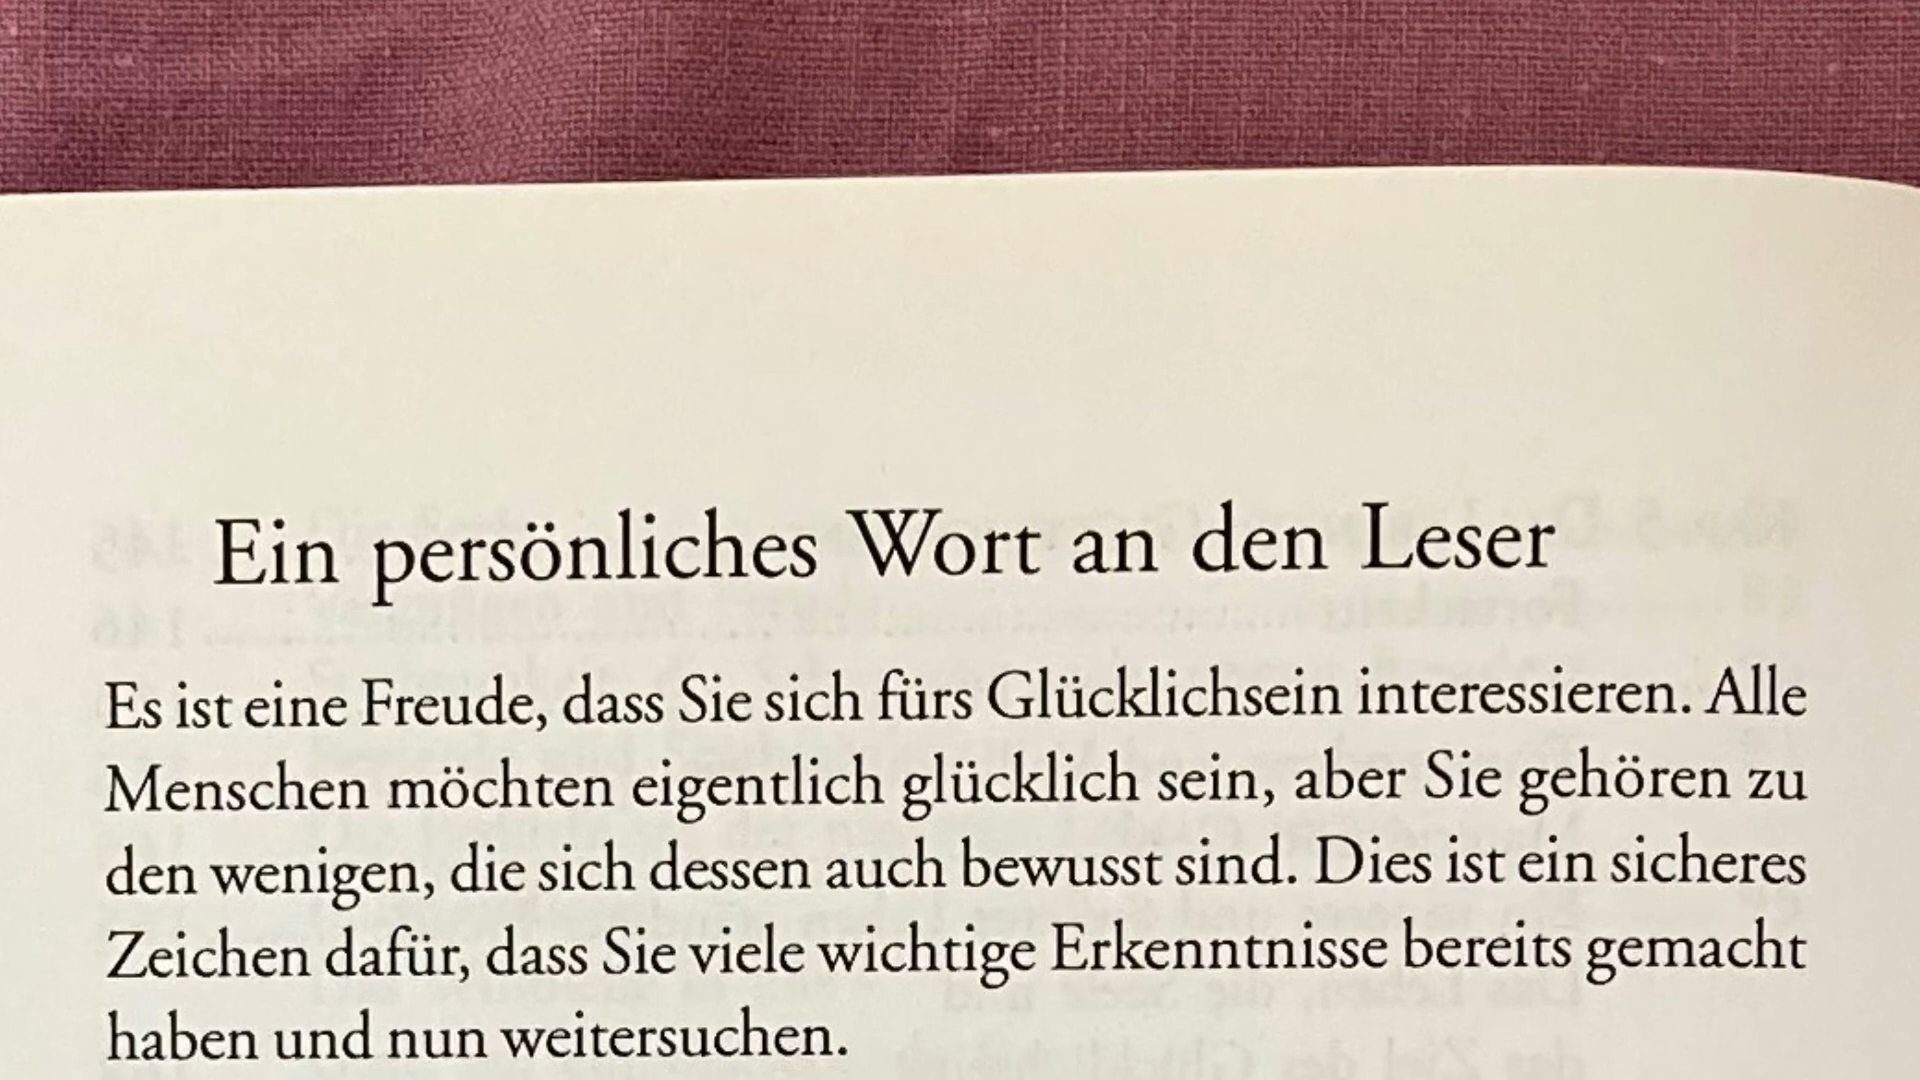 Ein persönliches Wort an den Leser
Es ist eine Freude, dass Sie sich fürs Glücklichsein interessieren. Alle
Menschen möchten eigentlich glücklich sein, aber Sie gehören zu
den wenigen, die sich dessen auch bewusst sind. Dies ist ein sicheres
Zeichen dafür, dass Sie viele wichtige Erkenntnisse bereits gemacht
haben und nun weitersuchen.